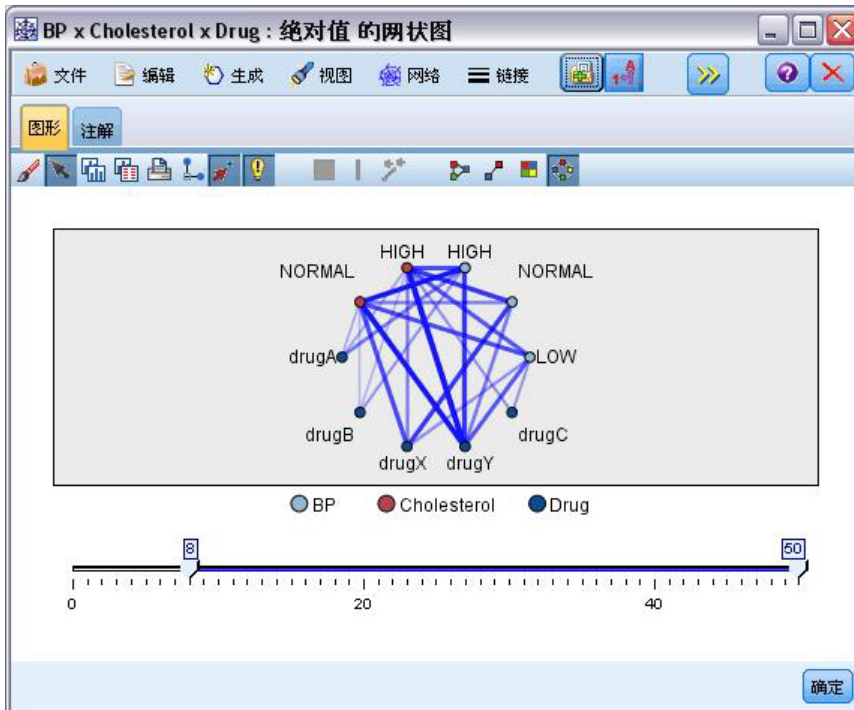 BP x Cholesterol x Drug : 绝对值 的网状图
文件 编辑 生成 视图 网络 链接
图形 注解
HIGH HIGH
NORMAL NORMAL
drugA LOW
drugB drugC
drugX drugY
BP Cholesterol Drug
8 50
0 20 40
确定